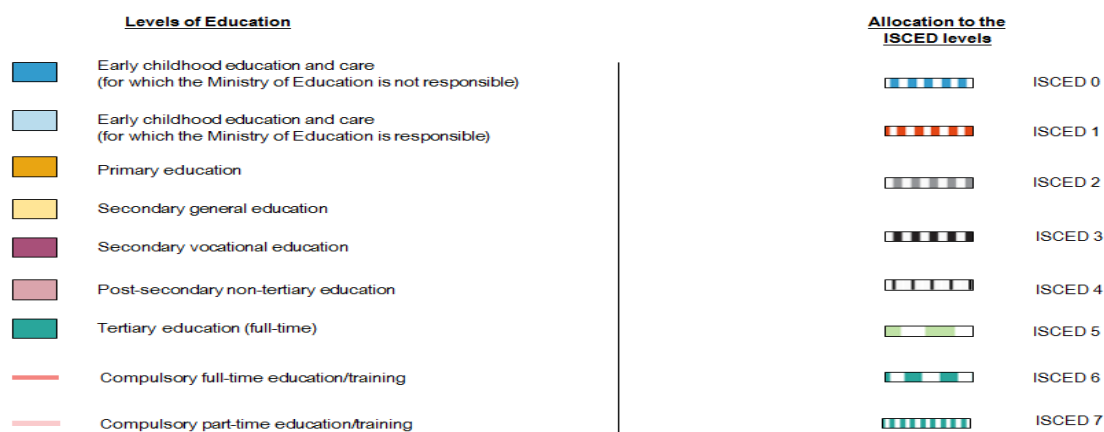 Levels of Education
Early childhood education and care
(for which the Ministry of Education is not responsible)
Early childhood education and care
(for which the Ministry of Education is responsible)
Primary education
Secondary general education
Secondary vocational education
Post-secondary non-tertiary education
Tertiary education (full-time)
Compulsory full-time education/training
Compulsory part-time education/training
Allocation to the
ISCED levels
ISCED 0
ISCED 1
ISCED 2
ISCED 3
ISCED 4
ISCED 5
ISCED 6
ISCED 7